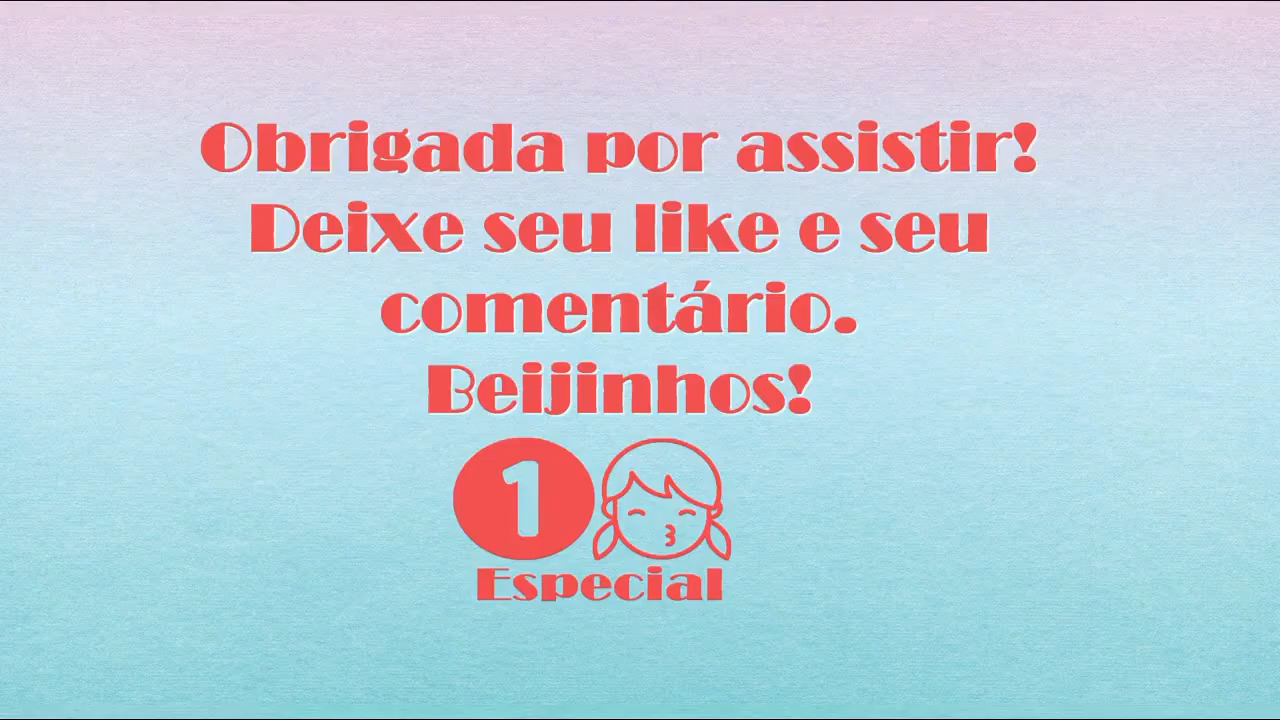 Obrigada por assistir!
Deixe seu like e seu
comentário.
Beijinhos!
1
Especial